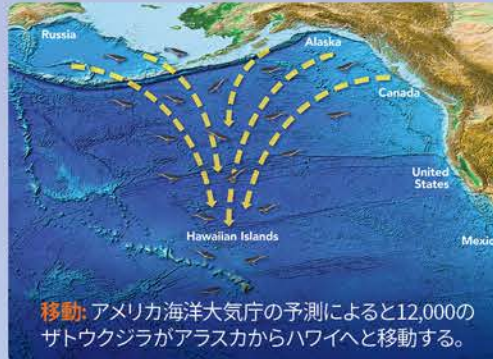 Russia
Alaska
Canada
United
States
Mexic
Hawaiian Islands
移動: アメリカ海洋大気庁の予測によると12,000の
ザトウクジラがアラスカからハワイへと移動する。